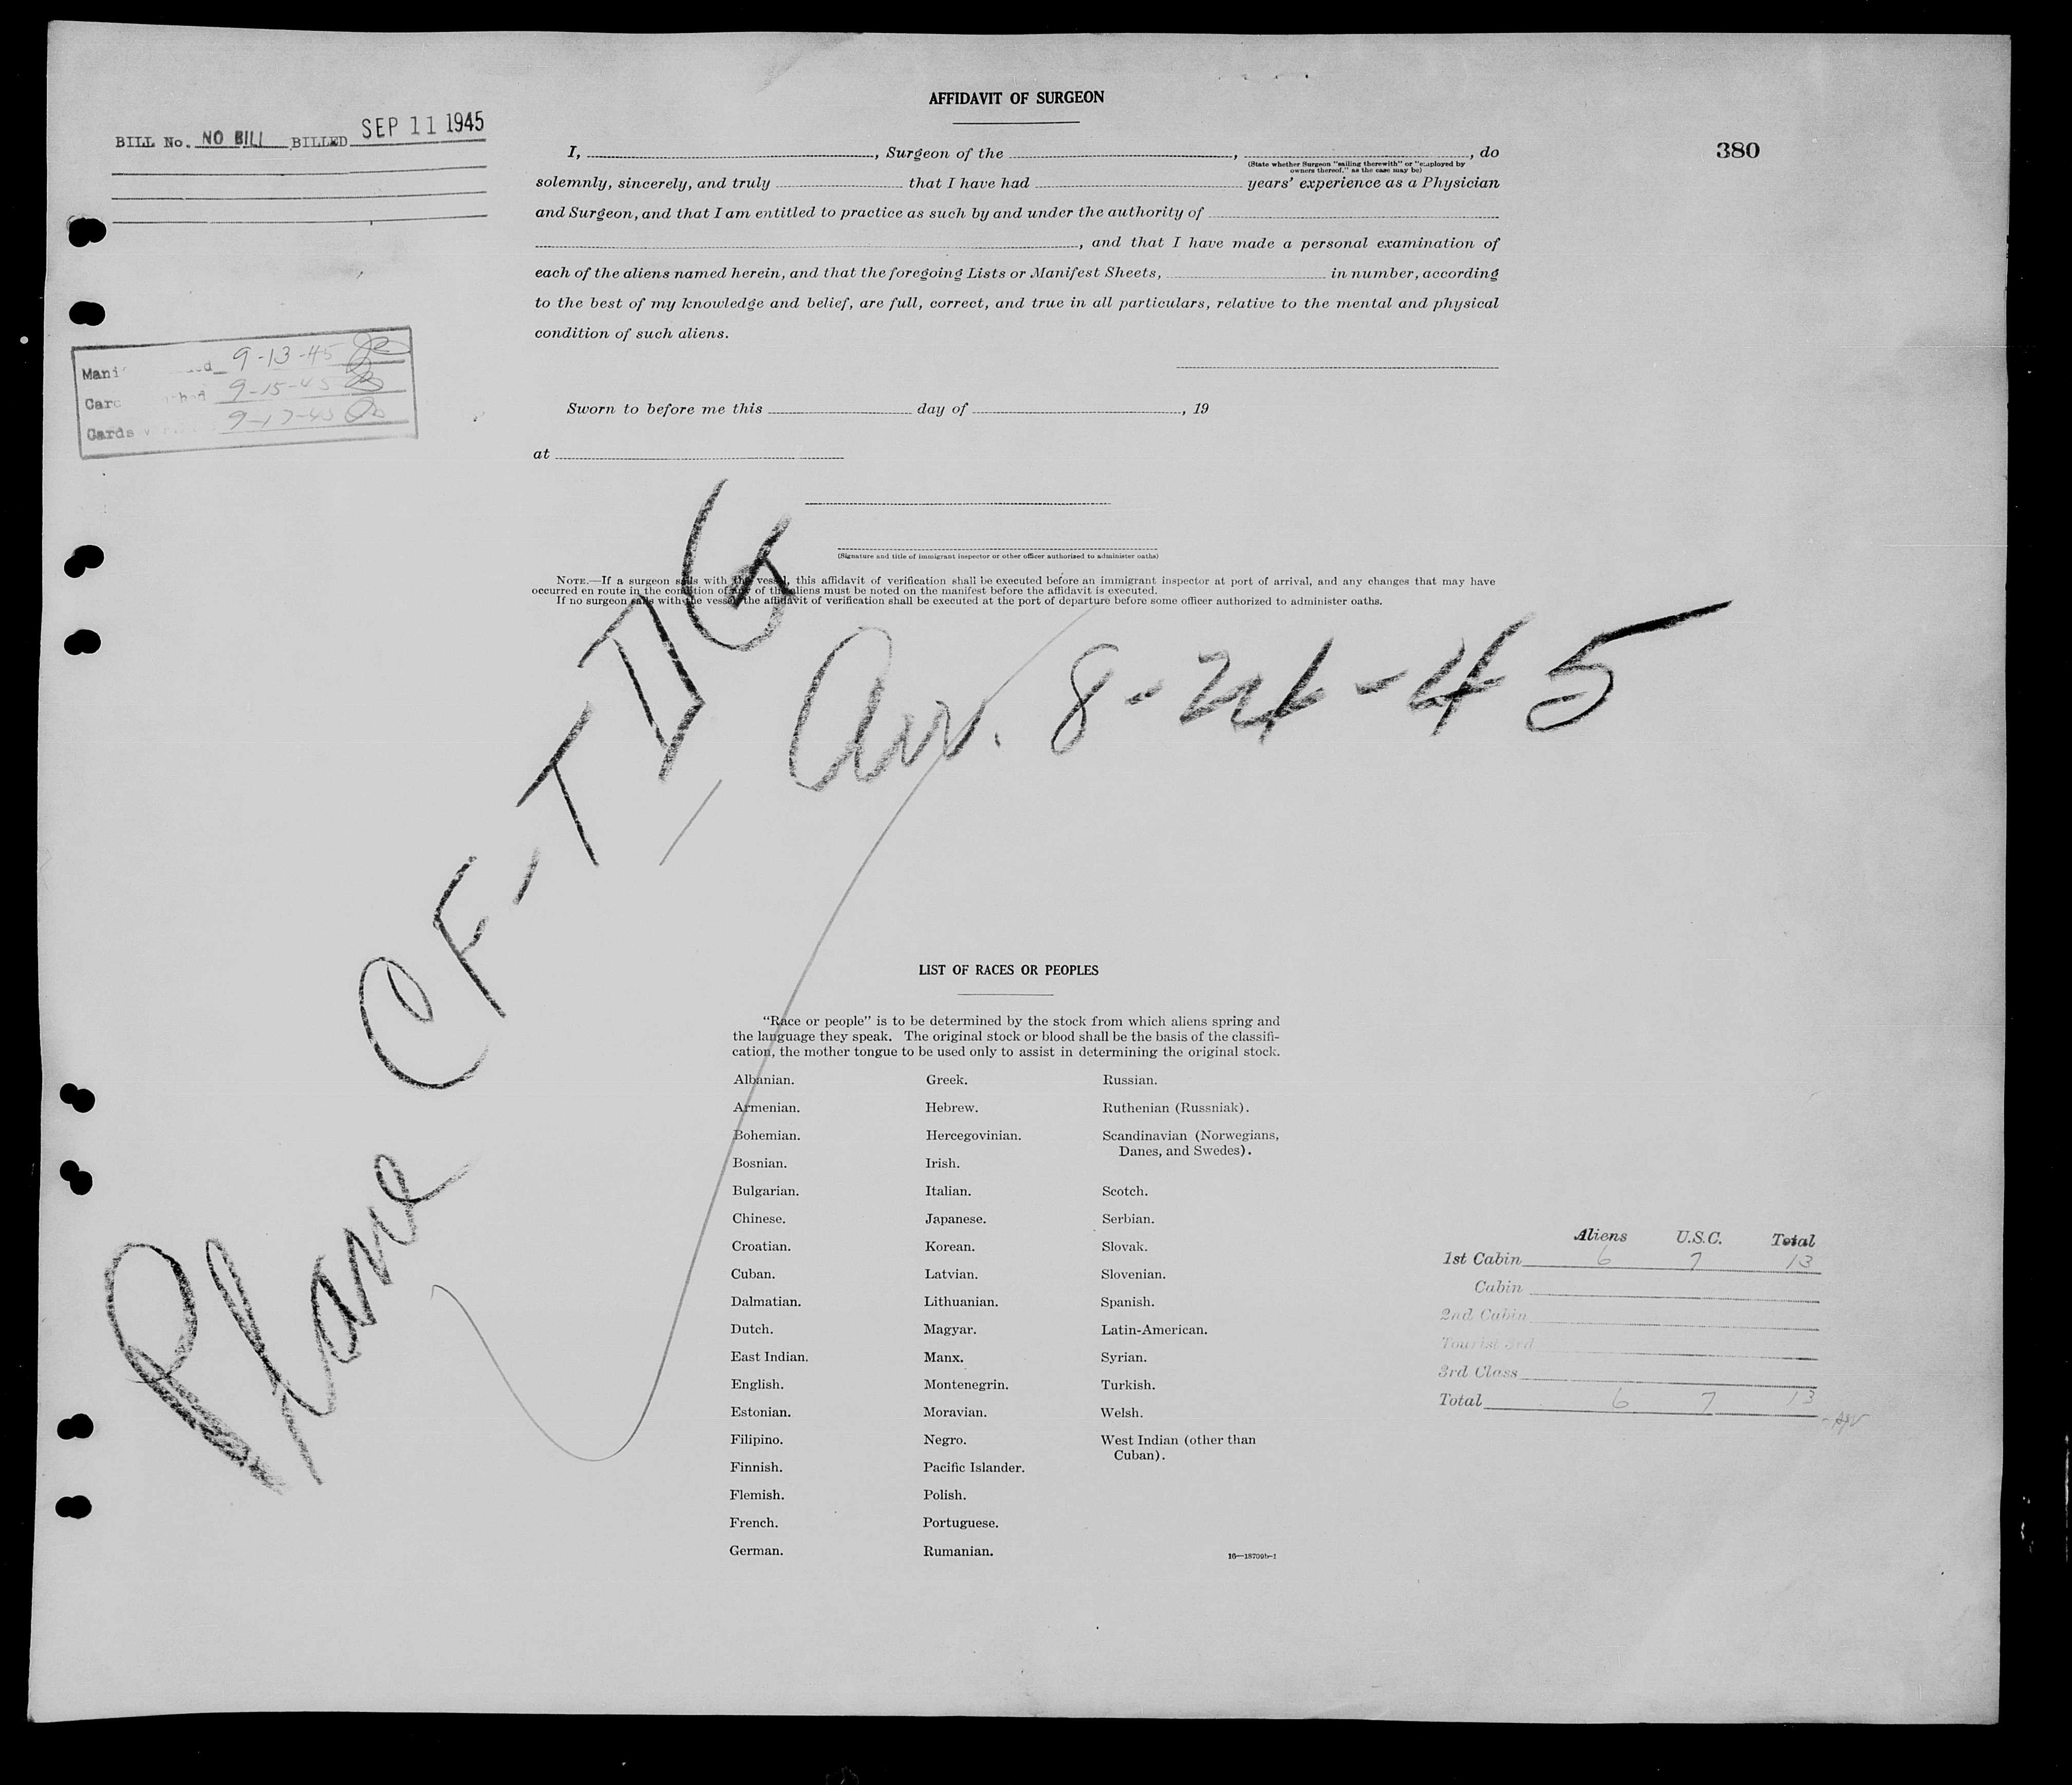 AFFIDAVIT OF SURGEON
BILL No. NO BILL BILLED SEP 11 1945
380
I, , Surgeon of the , , do
(State whether Surgeon "sailing therewith" or "employed by
owners thereof," as the case may be)
solemnly, sincerely, and truly that I have had years' experience as a Physician
and Surgeon, and that I am entitled to practice as such by and under the authority of
, and that I have made a personal examination of
each of the aliens named herein, and that the foregoing Lists or Manifest Sheets, in number, according
to the best of my knowledge and belief, are full, correct, and true in all particulars, relative to the mental and physical
condition of such aliens.
9-13-45
9-15-45
Cards 9-17-45
Sworn to before me this day of , 19
at
(Signature and title of immigrant inspector or other officer authorized to administer oaths)
NOTE.—If a surgeon sails with the vessel, this affidavit of verification shall be executed before an immigrant inspector at port of arrival, and any changes that may have
occurred en route in the condition of any of the aliens must be noted on the manifest before the affidavit is executed.
If no surgeon sails with the vessel the affidavit of verification shall be executed at the port of departure before some officer authorized to administer oaths.
Plane CF-TDG
Arr. 8-24-45
LIST OF RACES OR PEOPLES
"Race or people" is to be determined by the stock from which aliens spring and
the language they speak. The original stock or blood shall be the basis of the classifi-
cation, the mother tongue to be used only to assist in determining the original stock.
Albanian.
Armenian.
Bohemian.
Bosnian.
Bulgarian.
Chinese.
Croatian.
Cuban.
Dalmatian.
Dutch.
East Indian.
English.
Estonian.
Filipino.
Finnish.
Flemish.
French.
German.
Greek.
Hebrew.
Hercegovinian.
Irish.
Italian.
Japanese.
Korean.
Latvian.
Lithuanian.
Magyar.
Manx.
Montenegrin.
Moravian.
Negro.
Pacific Islander.
Polish.
Portuguese.
Rumanian.
Russian.
Ruthenian (Russniak).
Scandinavian (Norwegians,
Danes, and Swedes).
Scotch.
Serbian.
Slovak.
Slovenian.
Spanish.
Latin-American.
Syrian.
Turkish.
Welsh.
West Indian (other than
Cuban).
16—18709b-1
Aliens U.S.C. Total
1st Cabin 6 7 13
Cabin
2nd Cabin
Tourist 3rd
3rd Class
Total 6 7 13